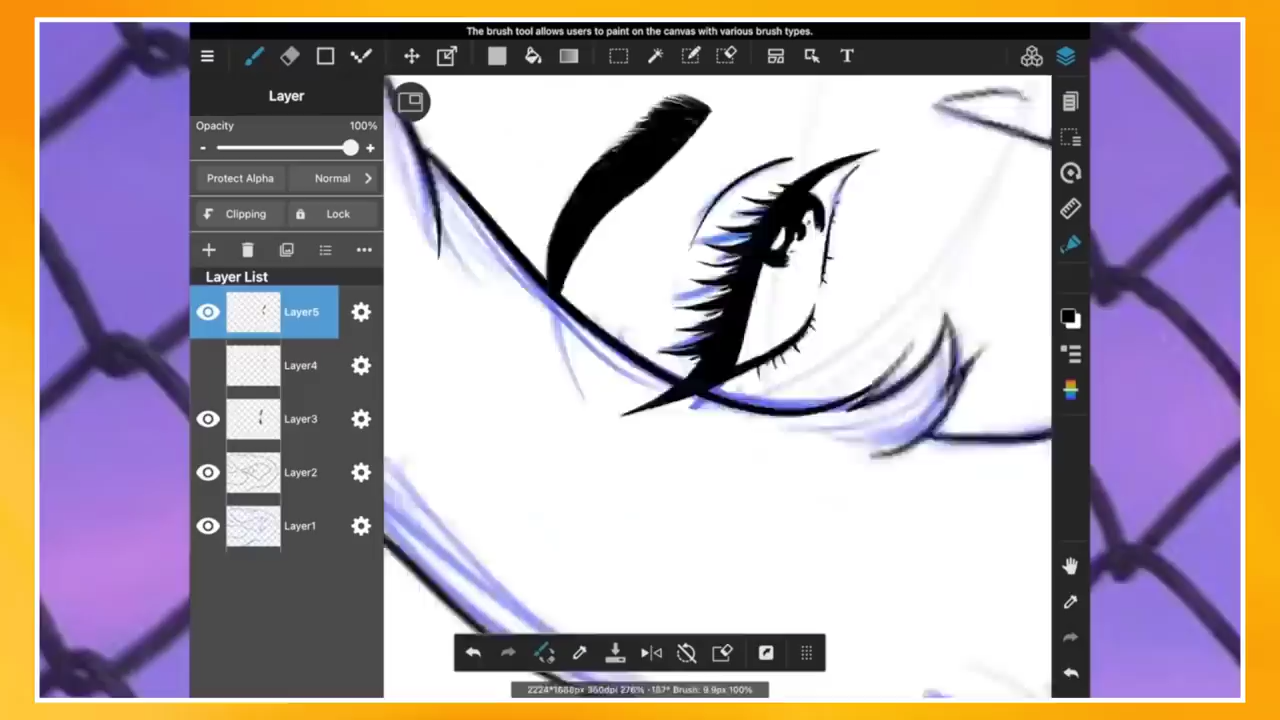 The brush tool allows users to paint on the canvas with various brush types.
T
Layer
Opacity 100%
- +
Protect Alpha Normal
Clipping Lock
Layer List
Layer5
Layer4
Layer3
Layer2
Layer1
2224*1668px 350dpi 276% -187° Brush: 9.9px 100%